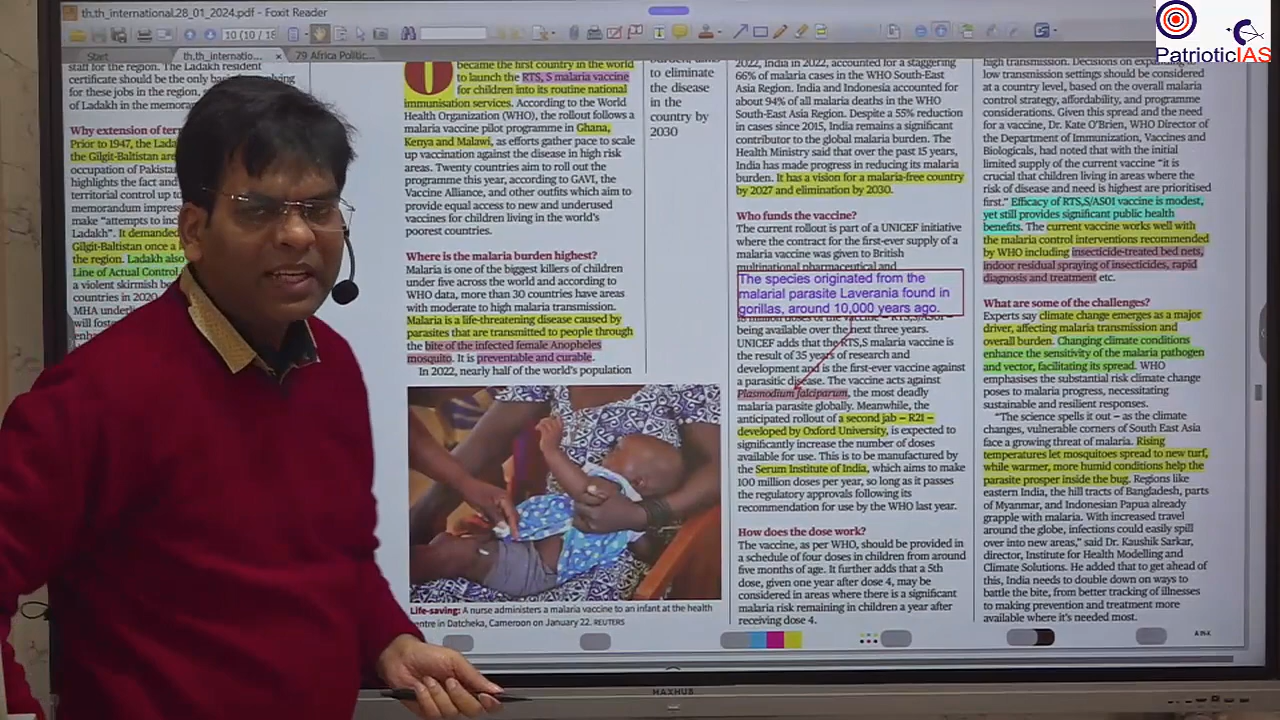 th.th_international.28_01_2024.pdf - Foxit Reader
PatrioticIAS
10 (10 / 18
Start
th.th_internatio...
79 Africa Politic...
staff for the region. The Ladakh resident
certificate should be the only
for these jobs in the region,
of Ladakh in the memora
Why extension of ter
Prior to 1947, the Lada
the Gilgit-Baltistan are
occupation of Pakistan
highlights the fact and
territorial control up to
memorandum impress
make “attempts to incl
Ladakh”. It demanded
Gilgit-Baltistan once a
the region. Ladakh also
Line of Actual Control
a violent skirmish be
countries in 2020
MHA underli
will foste
became the first country in the world
to launch the RTS, S malaria vaccine
for children into its routine national
immunisation services. According to the World
Health Organization (WHO), the rollout follows a
malaria vaccine pilot programme in Ghana,
Kenya and Malawi, as efforts gather pace to scale
up vaccination against the disease in high risk
areas. Twenty countries aim to roll out the
programme this year, according to GAVI, the
Vaccine Alliance, and other outfits which aim to
provide equal access to new and underused
vaccines for children living in the world’s
poorest countries.
Where is the malaria burden highest?
Malaria is one of the biggest killers of children
under five across the world and according to
WHO data, more than 30 countries have areas
with moderate to high malaria transmission.
Malaria is a life-threatening disease caused by
parasites that are transmitted to people through
the bite of the infected female Anopheles
mosquito. It is preventable and curable.
In 2022, nearly half of the world’s population
Life-saving: A nurse administers a malaria vaccine to an infant at the health
entre in Datcheka, Cameroon on January 22. REUTERS
to eliminate
the disease
in the
country by
2030
2022, India in 2022, accounted for a staggering
66% of malaria cases in the WHO South-East
Asia Region. India and Indonesia accounted for
about 94% of all malaria deaths in the WHO
South-East Asia Region. Despite a 55% reduction
in cases since 2015, India remains a significant
contributor to the global malaria burden. The
Health Ministry said that over the past 15 years,
India has made progress in reducing its malaria
burden. It has a vision for a malaria-free country
by 2027 and elimination by 2030.
Who funds the vaccine?
The current rollout is part of a UNICEF initiative
where the contract for the first-ever supply of a
malaria vaccine was given to British
multinational pharmaceutical and
The species originated from the
malarial parasite Laverania found in
gorillas, around 10,000 years ago.
being available over the next three years.
UNICEF adds that the RTS,S malaria vaccine is
the result of 35 years of research and
development and is the first-ever vaccine against
a parasitic disease. The vaccine acts against
Plasmodium falciparum, the most deadly
malaria parasite globally. Meanwhile, the
anticipated rollout of a second jab – R21 –
developed by Oxford University, is expected to
significantly increase the number of doses
available for use. This is to be manufactured by
the Serum Institute of India, which aims to make
100 million doses per year, so long as it passes
the regulatory approvals following its
recommendation for use by the WHO last year.
How does the dose work?
The vaccine, as per WHO, should be provided in
a schedule of four doses in children from around
five months of age. It further adds that a 5th
dose, given one year after dose 4, may be
considered in areas where there is a significant
malaria risk remaining in children a year after
receiving dose 4.
high transmission. Decisions on expanding
low transmission settings should be considered
at a country level, based on the overall malaria
control strategy, affordability, and programme
considerations. Given this spread and the need
for a vaccine, Dr. Kate O’Brien, WHO Director of
the Department of Immunization, Vaccines and
Biologicals, had noted that with the initial
limited supply of the current vaccine “it is
crucial that children living in areas where the
risk of disease and need is highest are prioritised
first.” Efficacy of RTS,S/AS01 vaccine is modest,
yet still provides significant public health
benefits. The current vaccine works well with
the malaria control interventions recommended
by WHO including insecticide-treated bed nets,
indoor residual spraying of insecticides, rapid
diagnosis and treatment etc.
What are some of the challenges?
Experts say climate change emerges as a major
driver, affecting malaria transmission and
overall burden. Changing climate conditions
enhance the sensitivity of the malaria pathogen
and vector, facilitating its spread. WHO
emphasises the substantial risk climate change
poses to malaria progress, necessitating
sustainable and resilient responses.
“The science spells it out – as the climate
changes, vulnerable corners of South East Asia
face a growing threat of malaria. Rising
temperatures let mosquitoes spread to new turf,
while warmer, more humid conditions help the
parasite prosper inside the bug. Regions like
eastern India, the hill tracts of Bangladesh, parts
of Myanmar, and Indonesian Papua already
grapple with malaria. With increased travel
around the globe, infections could easily spill
over into new areas,” said Dr. Kaushik Sarkar,
director, Institute for Health Modelling and
Climate Solutions. He added that to get ahead of
this, India needs to double down on ways to
battle the bite, from better tracking of illnesses
to making prevention and treatment more
available where it’s needed most.
MAXHUB